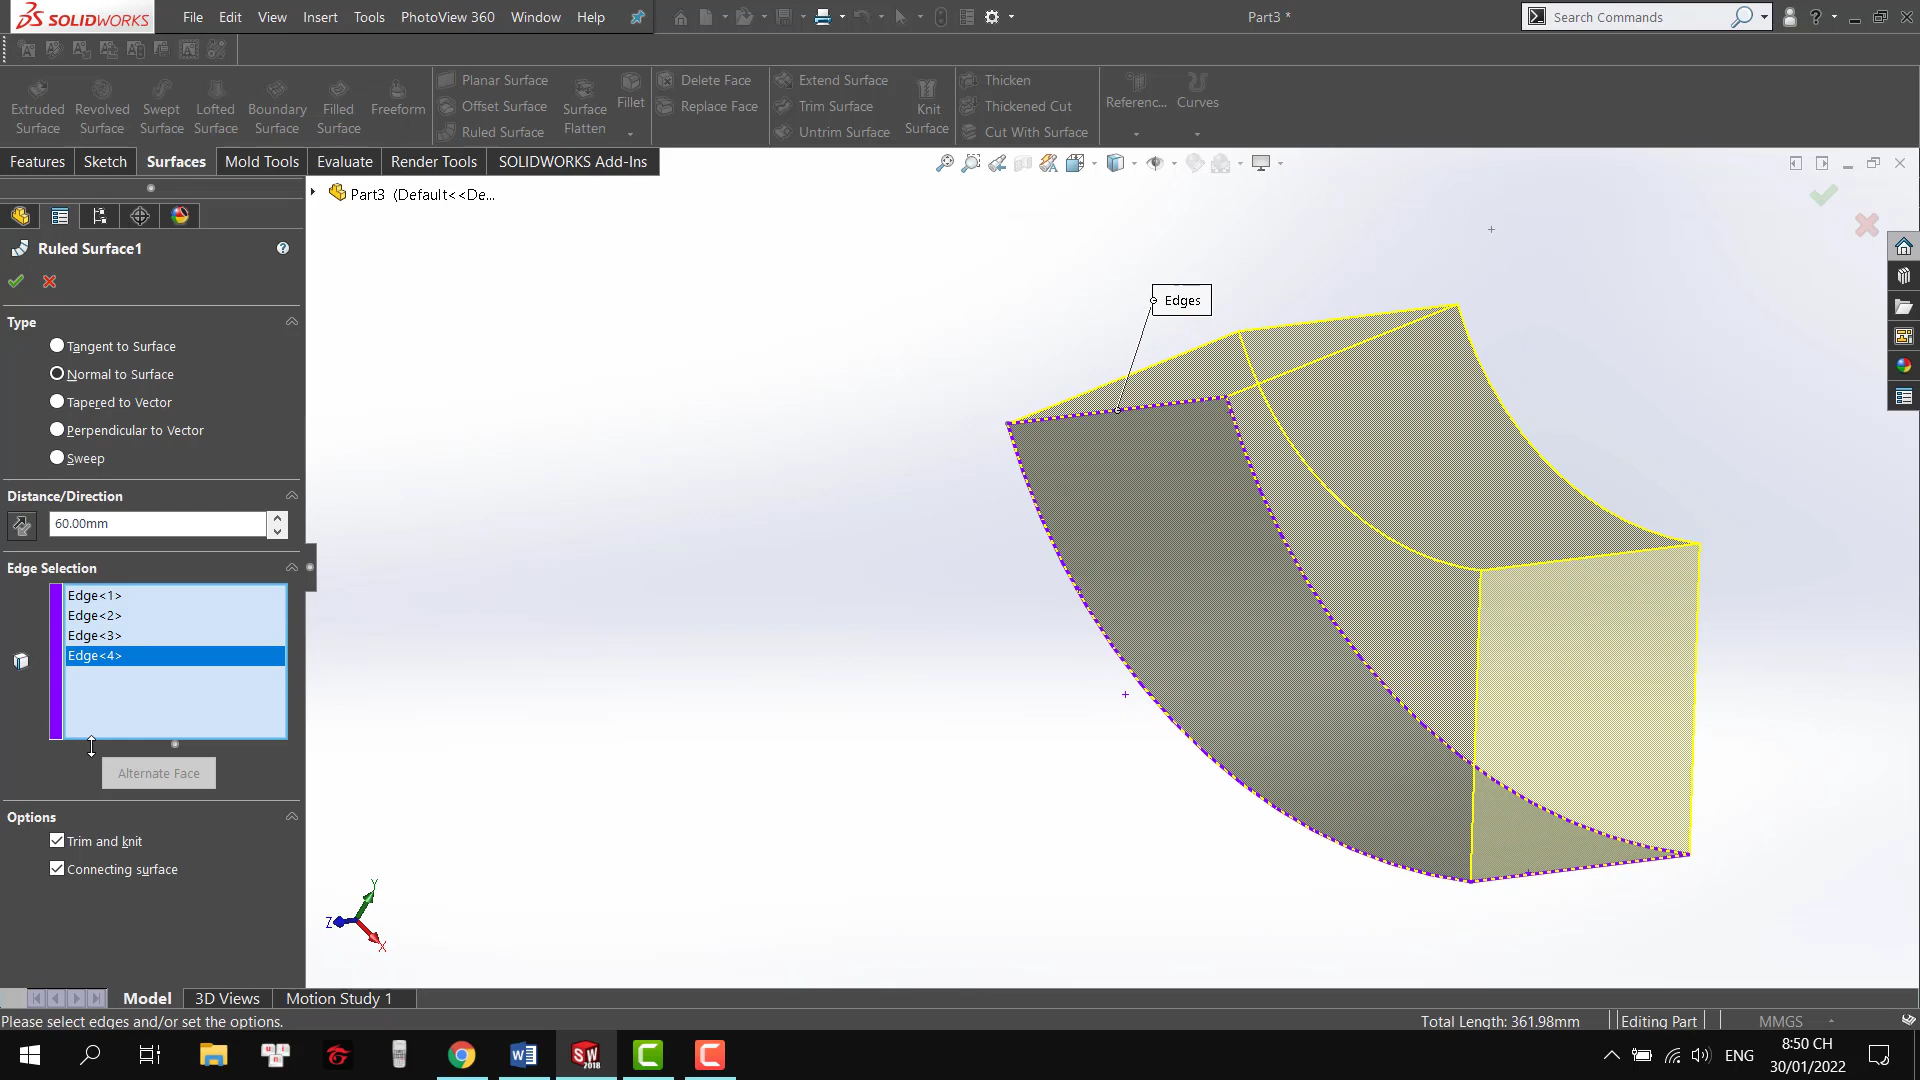 SOLIDWORKS
File Edit View Insert Tools PhotoView 360 Window Help
Part3 *
Search Commands
Extruded Surface
Revolved Surface
Swept Surface
Lofted Surface
Boundary Surface
Filled Surface
Freeform
Planar Surface
Offset Surface
Ruled Surface
Surface Flatten
Fillet
Delete Face
Replace Face
Extend Surface
Trim Surface
Untrim Surface
Knit Surface
Thicken
Thickened Cut
Cut With Surface
Referenc...
Curves
Features Sketch Surfaces Mold Tools Evaluate Render Tools SOLIDWORKS Add-Ins
Part3 (Default<<De...
Ruled Surface1
Type
Tangent to Surface
Normal to Surface
Tapered to Vector
Perpendicular to Vector
Sweep
Distance/Direction
60.00mm
Edge Selection
Edge<1>
Edge<2>
Edge<3>
Edge<4>
Alternate Face
Options
Trim and knit
Connecting surface
Edges
Y
Z
X
Model 3D Views Motion Study 1
Please select edges and/or set the options.
Total Length: 361.98mm Editing Part MMGS
SW
2018
ENG
8:50 CH
30/01/2022